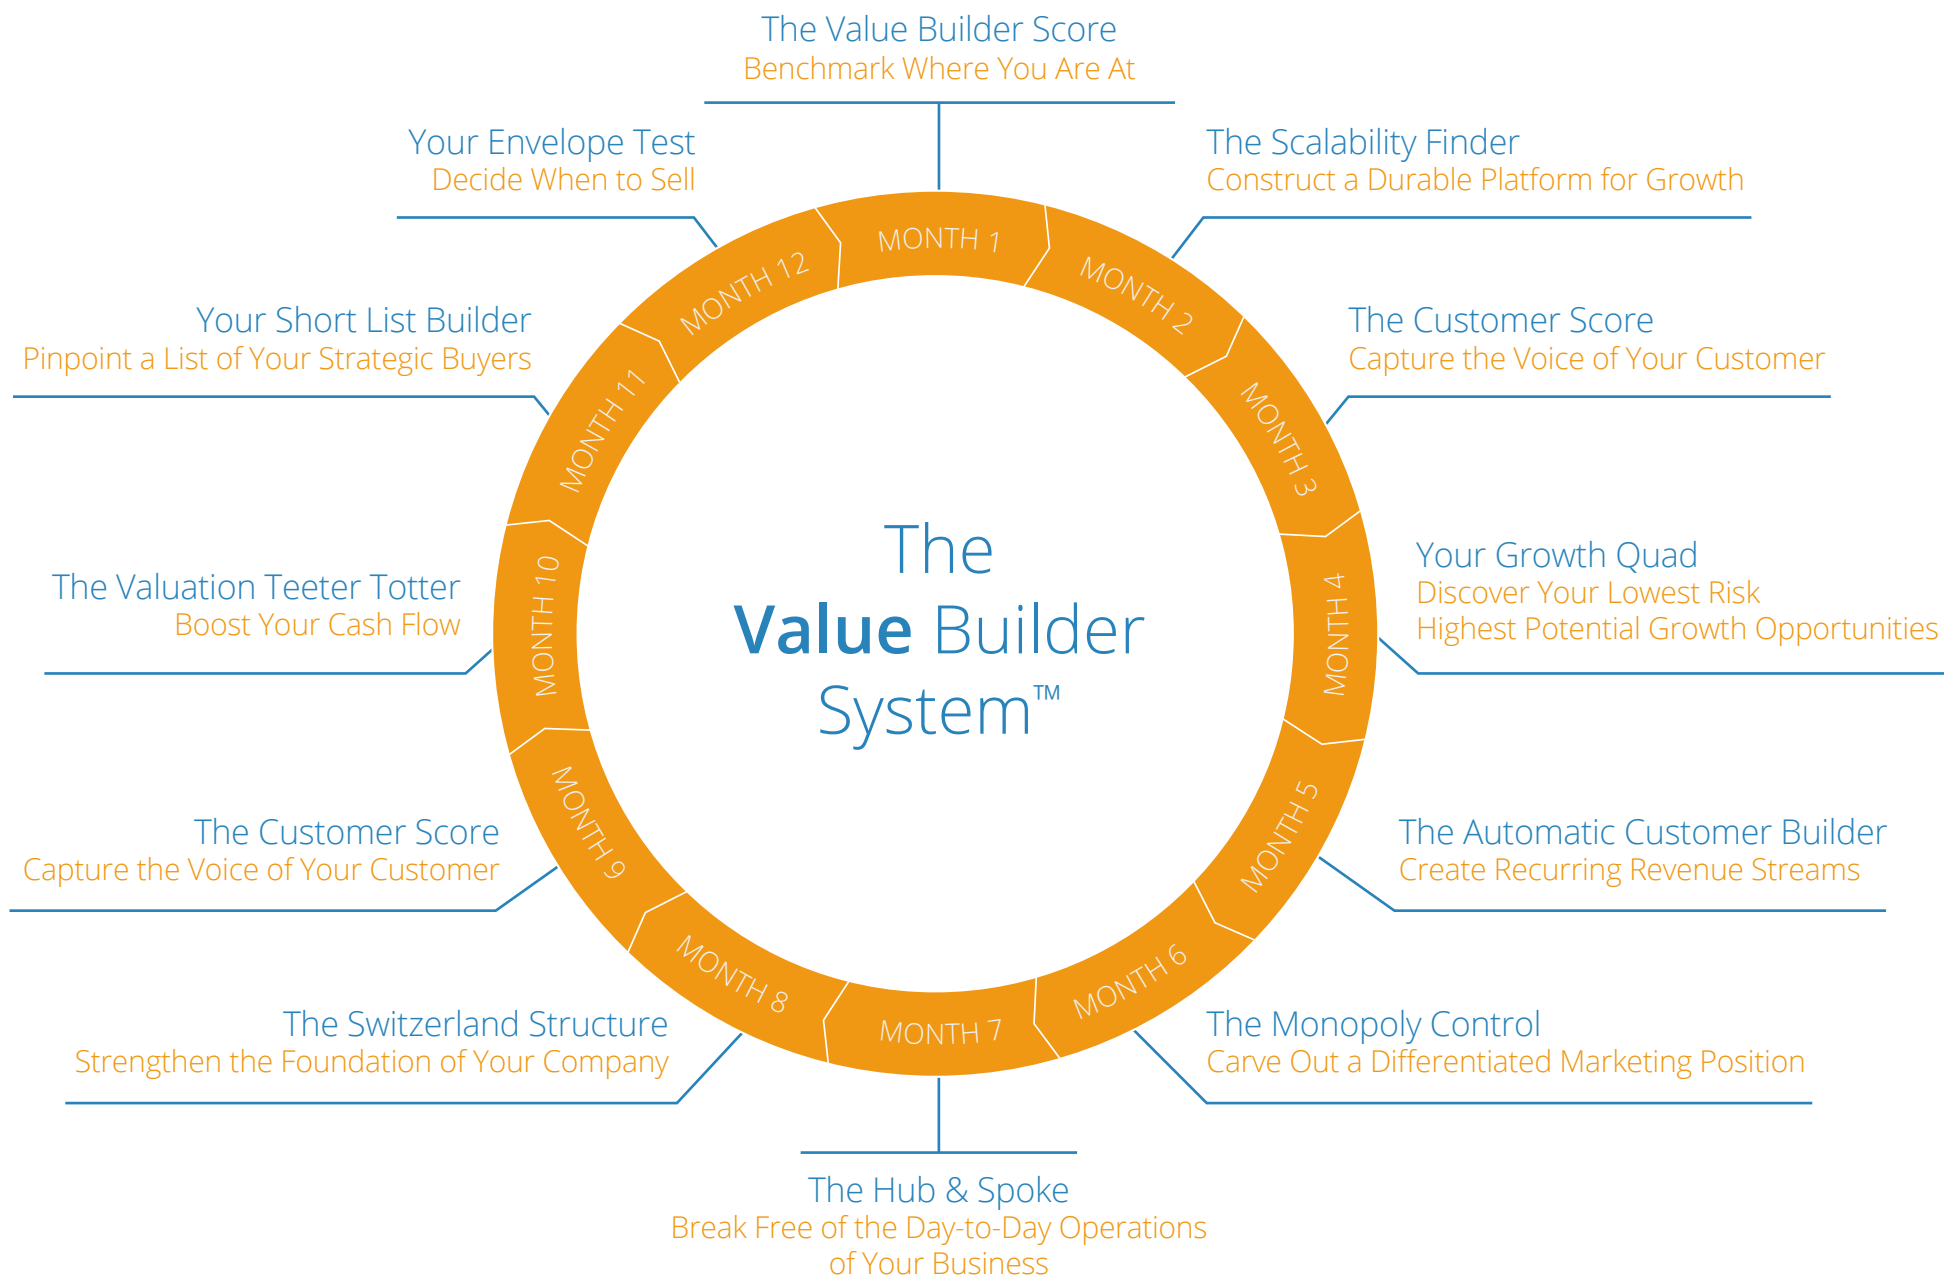 The Value Builder Score
Benchmark Where You Are At
Your Envelope Test
Decide When to Sell
The Scalability Finder
Construct a Durable Platform for Growth
MONTH 1
MONTH 2
MONTH 12
Your Short List Builder
Pinpoint a List of Your Strategic Buyers
The Customer Score
Capture the Voice of Your Customer
MONTH 11
MONTH 3
The
Value Builder
System™
Your Growth Quad
Discover Your Lowest Risk
Highest Potential Growth Opportunities
The Valuation Teeter Totter
Boost Your Cash Flow
MONTH 10
MONTH 4
The Customer Score
Capture the Voice of Your Customer
MONTH 9
MONTH 5
The Automatic Customer Builder
Create Recurring Revenue Streams
MONTH 8
MONTH 7
MONTH 6
The Switzerland Structure
Strengthen the Foundation of Your Company
The Monopoly Control
Carve Out a Differentiated Marketing Position
The Hub & Spoke
Break Free of the Day-to-Day Operations
of Your Business